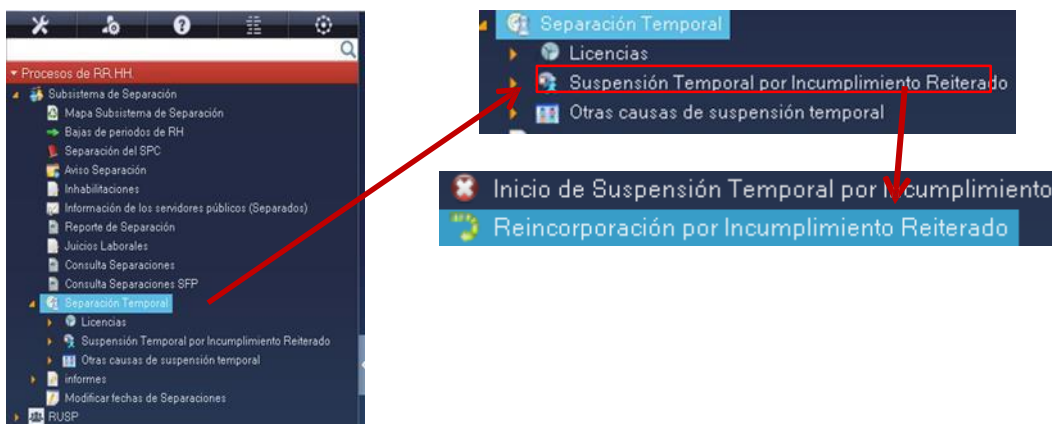 Procesos de RR.HH.
Subsistema de Separación
Mapa Subsistema de Separación
Bajas de periodos de RH
Separación del SPC
Aviso Separación
Inhabilitaciones
Información de los servidores públicos (Separados)
Reporte de Separación
Juicios Laborales
Consulta Separaciones
Consulta Separaciones SFP
Separación Temporal
Licencias
Suspensión Temporal por Incumplimiento Reiterado
Otras causas de suspensión temporal
informes
Modificar fechas de Separaciones
RUSP
Separación Temporal
Licencias
Suspensión Temporal por Incumplimiento Reiterado
Otras causas de suspensión temporal
Inicio de Suspensión Temporal por Incumplimiento
Reincorporación por Incumplimiento Reiterado